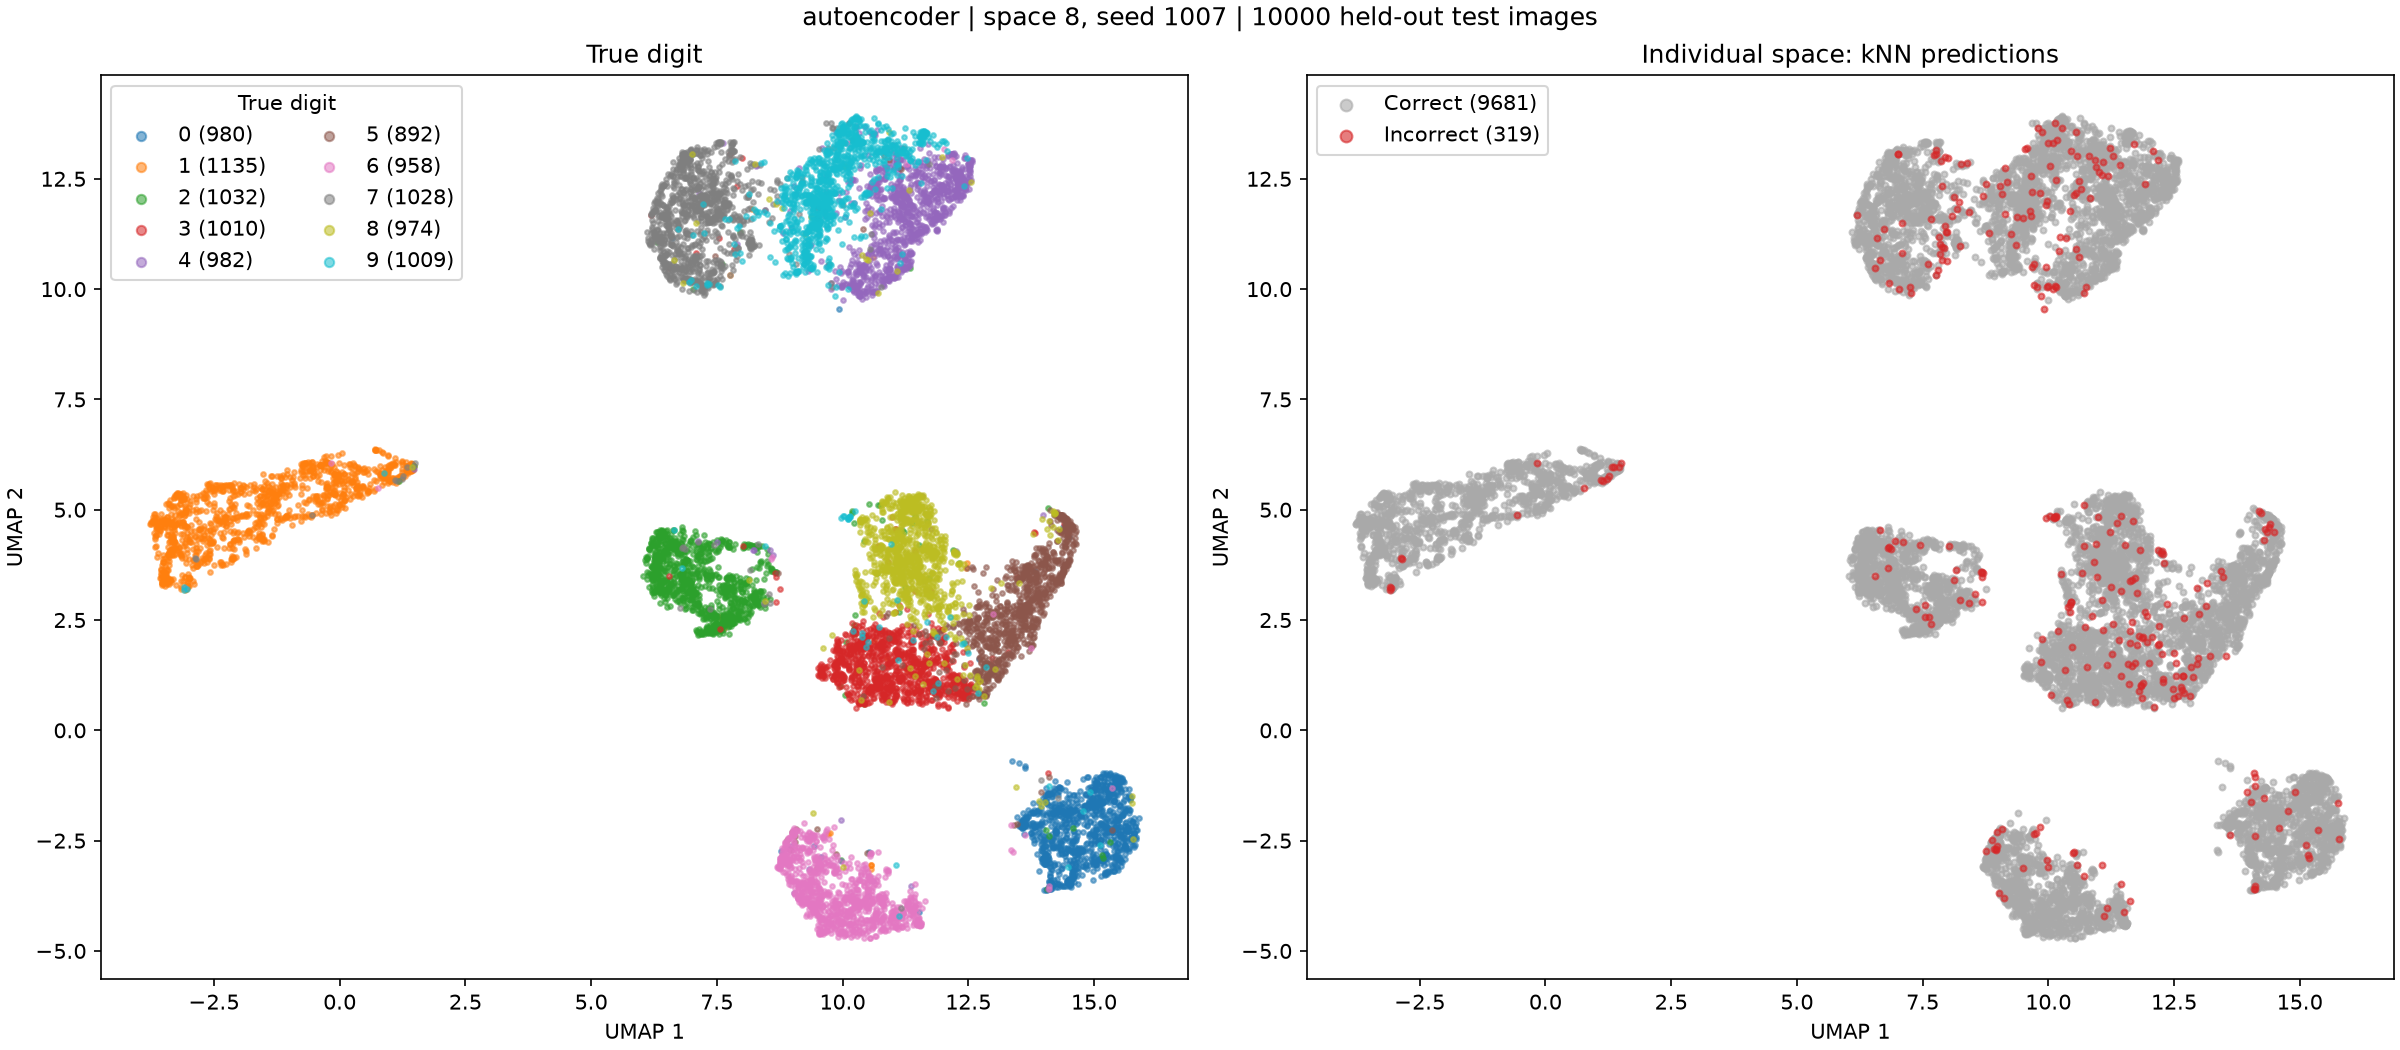 autoencoder | space 8, seed 1007 | 10000 held-out test images
True digit
True digit
0 (980)
1 (1135)
2 (1032)
3 (1010)
4 (982)
5 (892)
6 (958)
7 (1028)
8 (974)
9 (1009)
12.5
10.0
7.5
5.0
2.5
0.0
−2.5
−5.0
UMAP 2
−2.5 0.0 2.5 5.0 7.5 10.0 12.5 15.0
UMAP 1
Individual space: kNN predictions
Correct (9681)
Incorrect (319)
12.5
10.0
7.5
5.0
2.5
0.0
−2.5
−5.0
UMAP 2
−2.5 0.0 2.5 5.0 7.5 10.0 12.5 15.0
UMAP 1